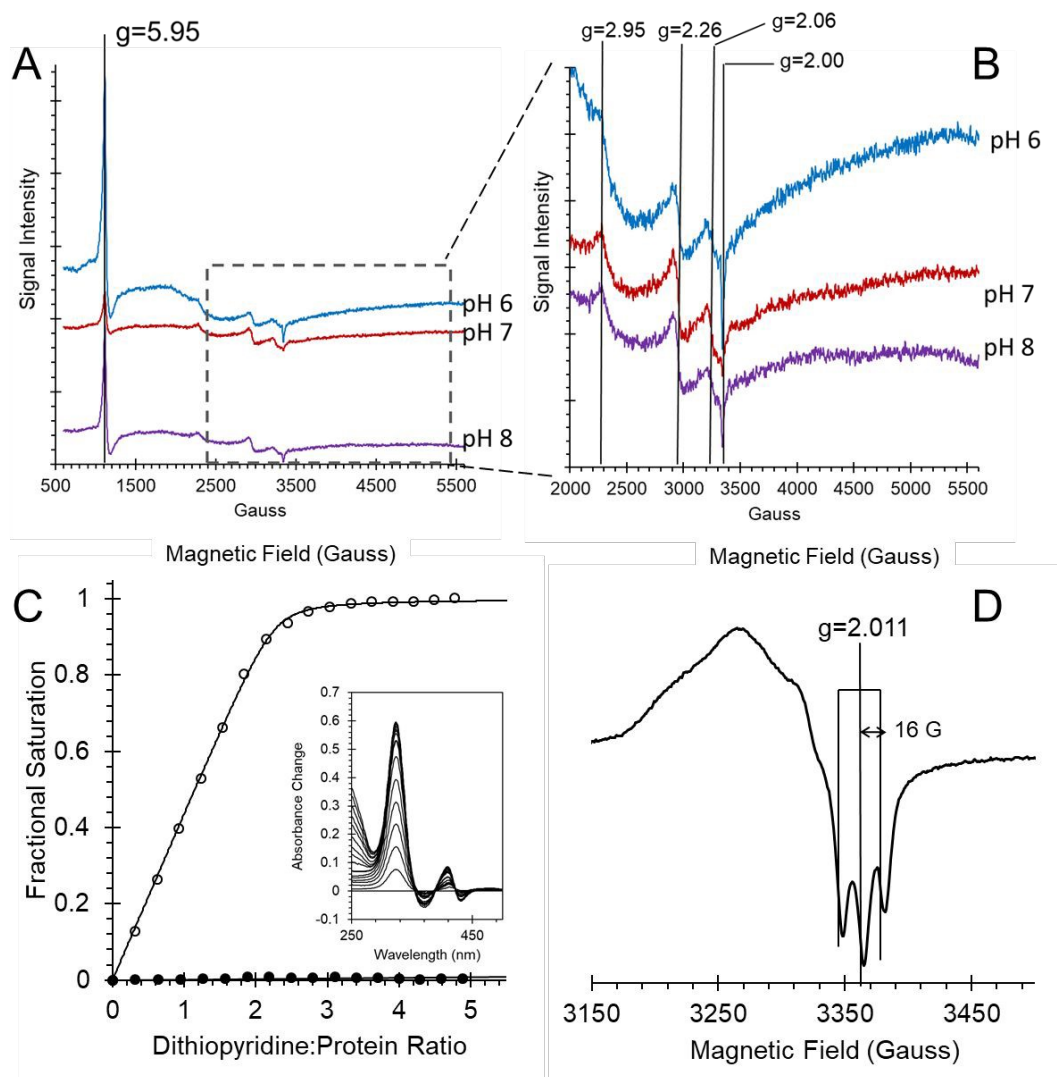 A
g=5.95
Signal Intensity
pH 6
pH 7
pH 8
500 1500 2500 3500 4500 5500
Gauss
Magnetic Field (Gauss)
B
g=2.95 g=2.26 g=2.06
g=2.00
Signal Intensity
pH 6
pH 7
pH 8
2000 2500 3000 3500 4000 4500 5000 5500
Gauss
Magnetic Field (Gauss)
C
Fractional Saturation
1
0.8
0.6
0.4
0.2
0
0 1 2 3 4 5
Dithiopyridine:Protein Ratio
Absorbance Change
0.7
0.6
0.5
0.4
0.3
0.2
0.1
0
-0.1
250 450
Wavelength (nm)
D
g=2.011
16 G
3150 3250 3350 3450
Magnetic Field (Gauss)